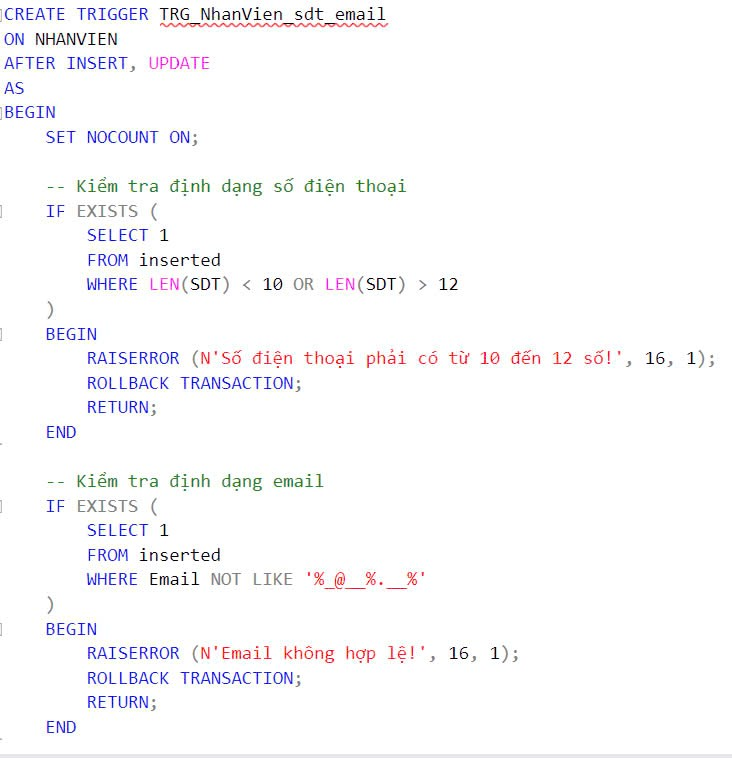 CREATE TRIGGER TRG_NhanVien_sdt_email
ON NHANVIEN
AFTER INSERT, UPDATE
AS
BEGIN
    SET NOCOUNT ON;

    -- Kiểm tra định dạng số điện thoại
    IF EXISTS (
        SELECT 1
        FROM inserted
        WHERE LEN(SDT) < 10 OR LEN(SDT) > 12
    )
    BEGIN
        RAISERROR (N'Số điện thoại phải có từ 10 đến 12 số!', 16, 1);
        ROLLBACK TRANSACTION;
        RETURN;
    END

    -- Kiểm tra định dạng email
    IF EXISTS (
        SELECT 1
        FROM inserted
        WHERE Email NOT LIKE '%_@__%.__%'
    )
    BEGIN
        RAISERROR (N'Email không hợp lệ!', 16, 1);
        ROLLBACK TRANSACTION;
        RETURN;
    END